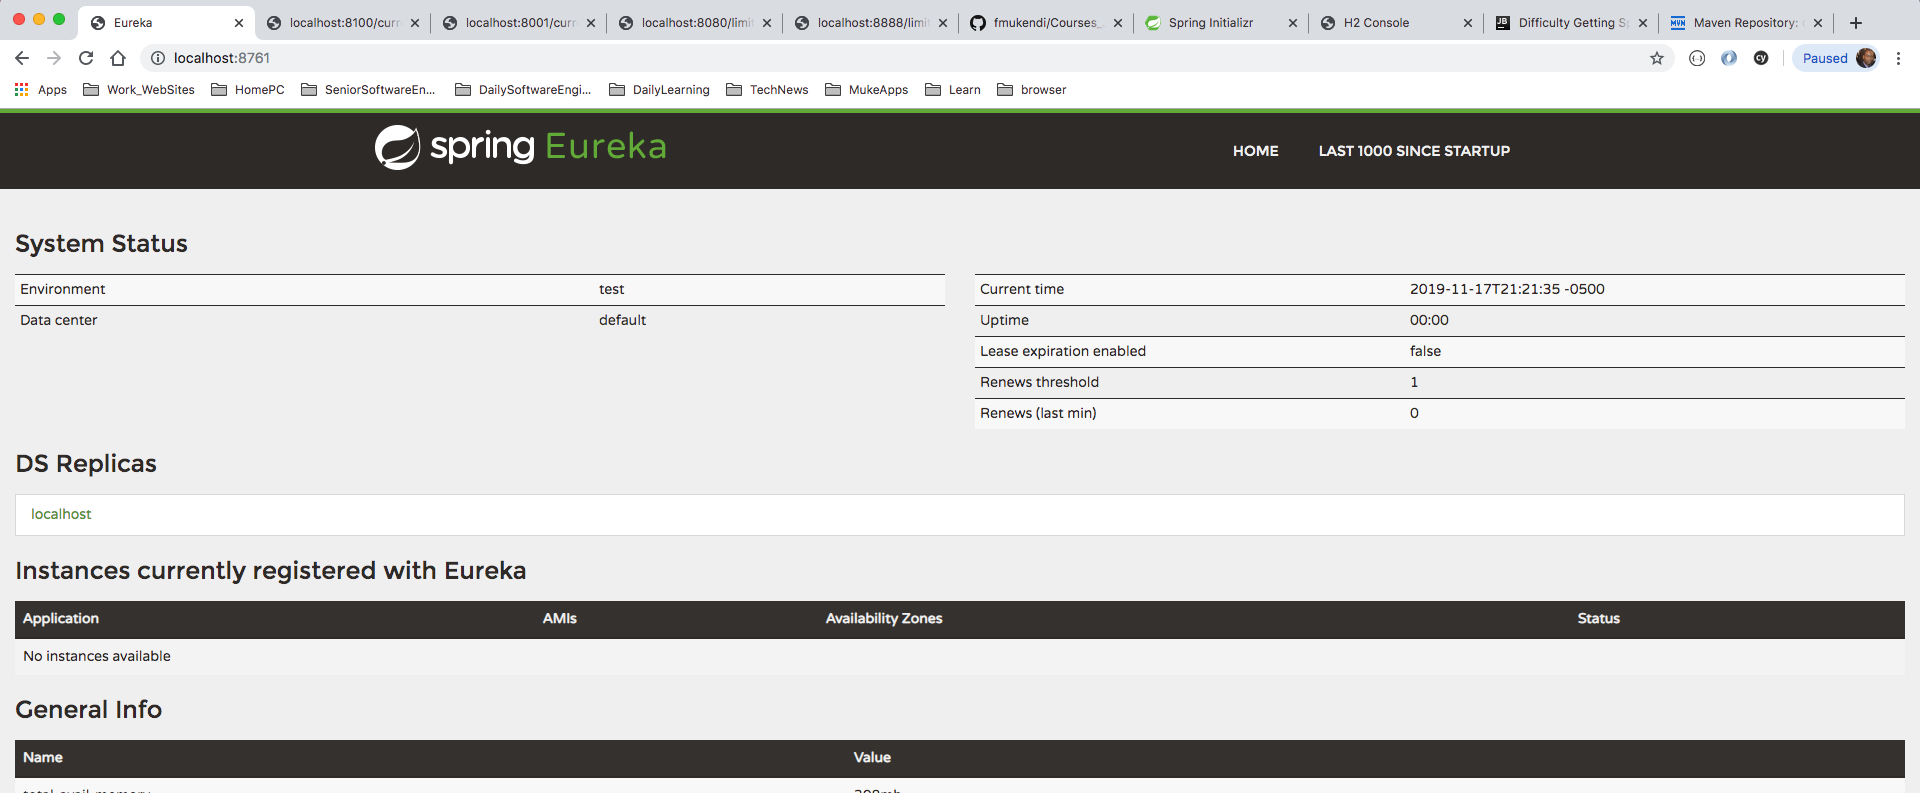 Eureka
localhost:8100/curr
localhost:8001/curr
localhost:8080/limi
localhost:8888/limi
fmukendi/Courses_
Spring Initializr
H2 Console
Difficulty Getting Sp
Maven Repository:
localhost:8761
Paused
Apps
Work_WebSites
HomePC
SeniorSoftwareEn...
DailySoftwareEngi...
DailyLearning
TechNews
MukeApps
Learn
browser
spring Eureka
HOME
LAST 1000 SINCE STARTUP
System Status
Environment test
Data center default
Current time 2019-11-17T21:21:35 -0500
Uptime 00:00
Lease expiration enabled false
Renews threshold 1
Renews (last min) 0
DS Replicas
localhost
Instances currently registered with Eureka
Application AMIs Availability Zones Status
No instances available
General Info
Name Value